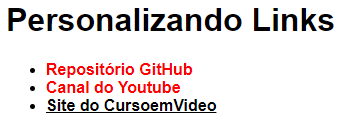 Personalizando Links
Repositório GitHub
Canal do Youtube
Site do CursoemVideo